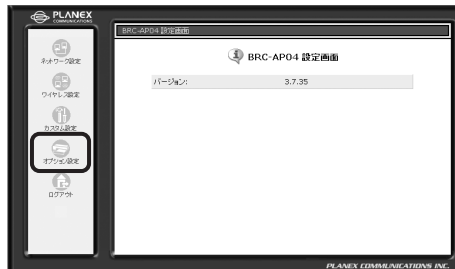 PLANEX
COMMUNICATIONS
BRC-AP04 設定画面
BRC-AP04 設定画面
バージョン: 3.7.35
ネットワーク設定
ワイヤレス設定
カスタム設定
オプション設定
ログアウト
PLANEX COMMUNICATIONS INC.